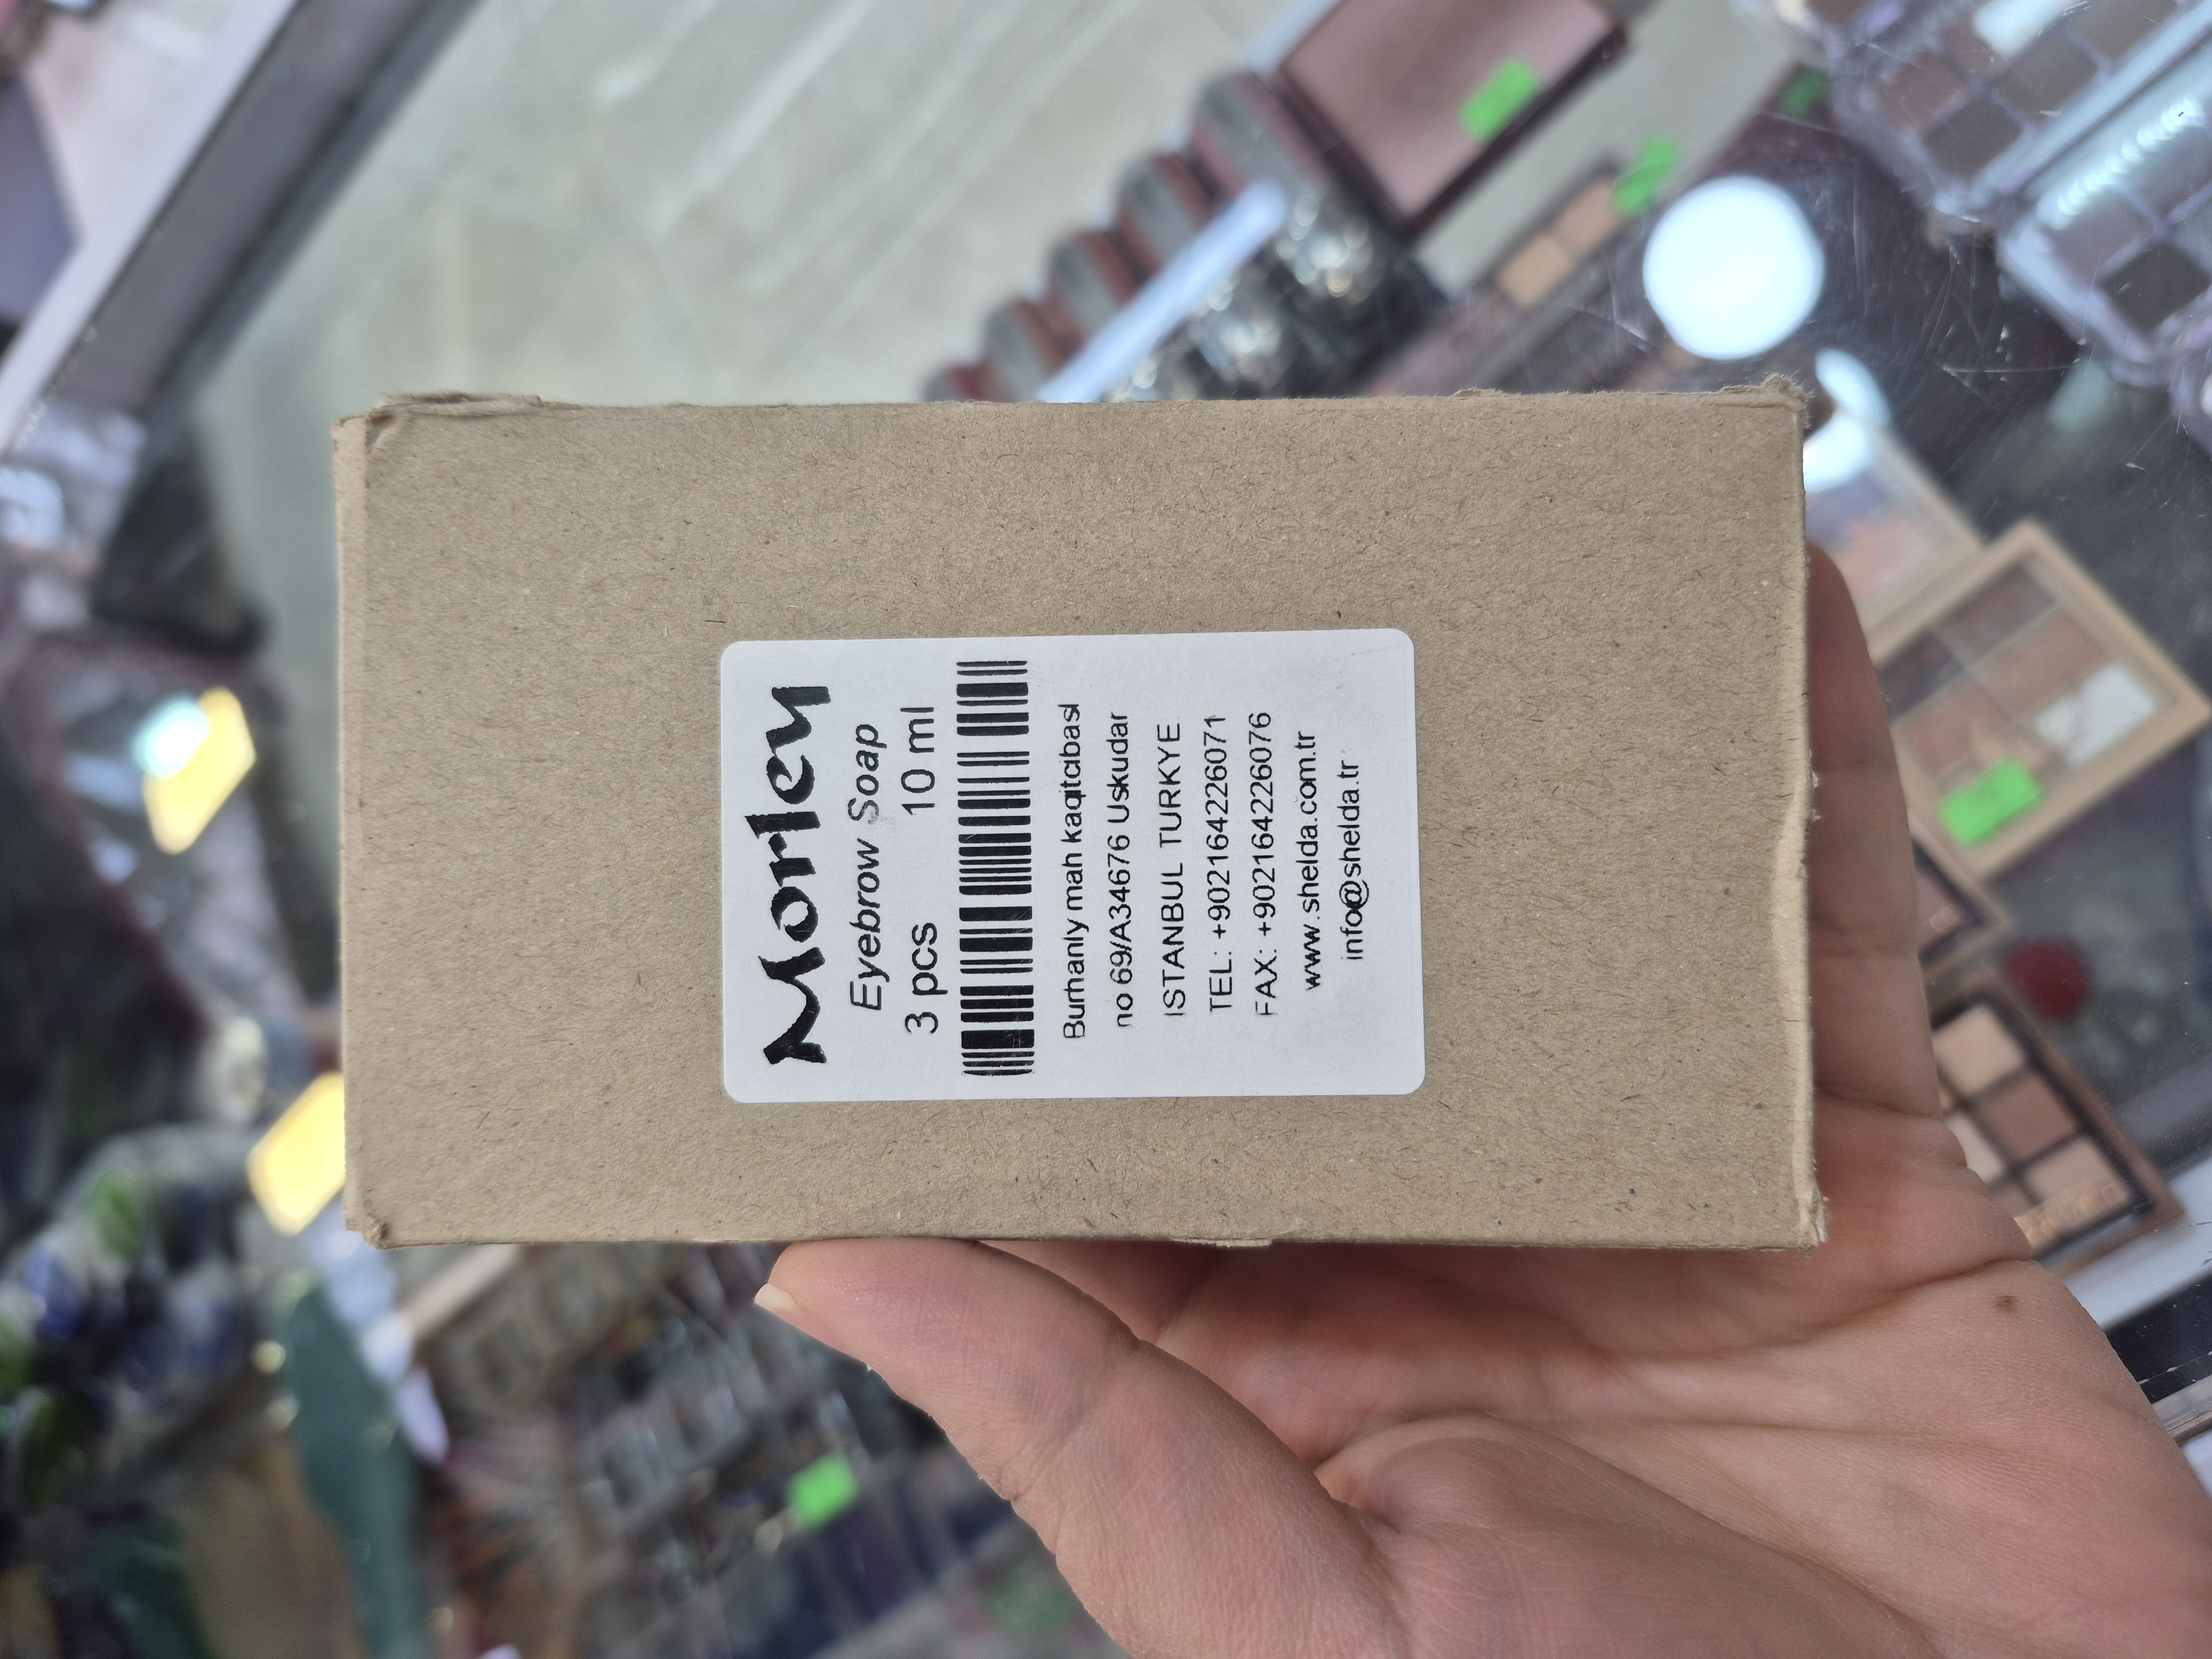 Morley
Eyebrow Soap
3 pcs 10 ml
Burhanly mah kaqitcibasl
no 69/A34676 Uskudar
ISTANBUL TURKYE
TEL: +902164226071
FAX: +902164226076
www.shelda.com.tr
info@shelda.tr